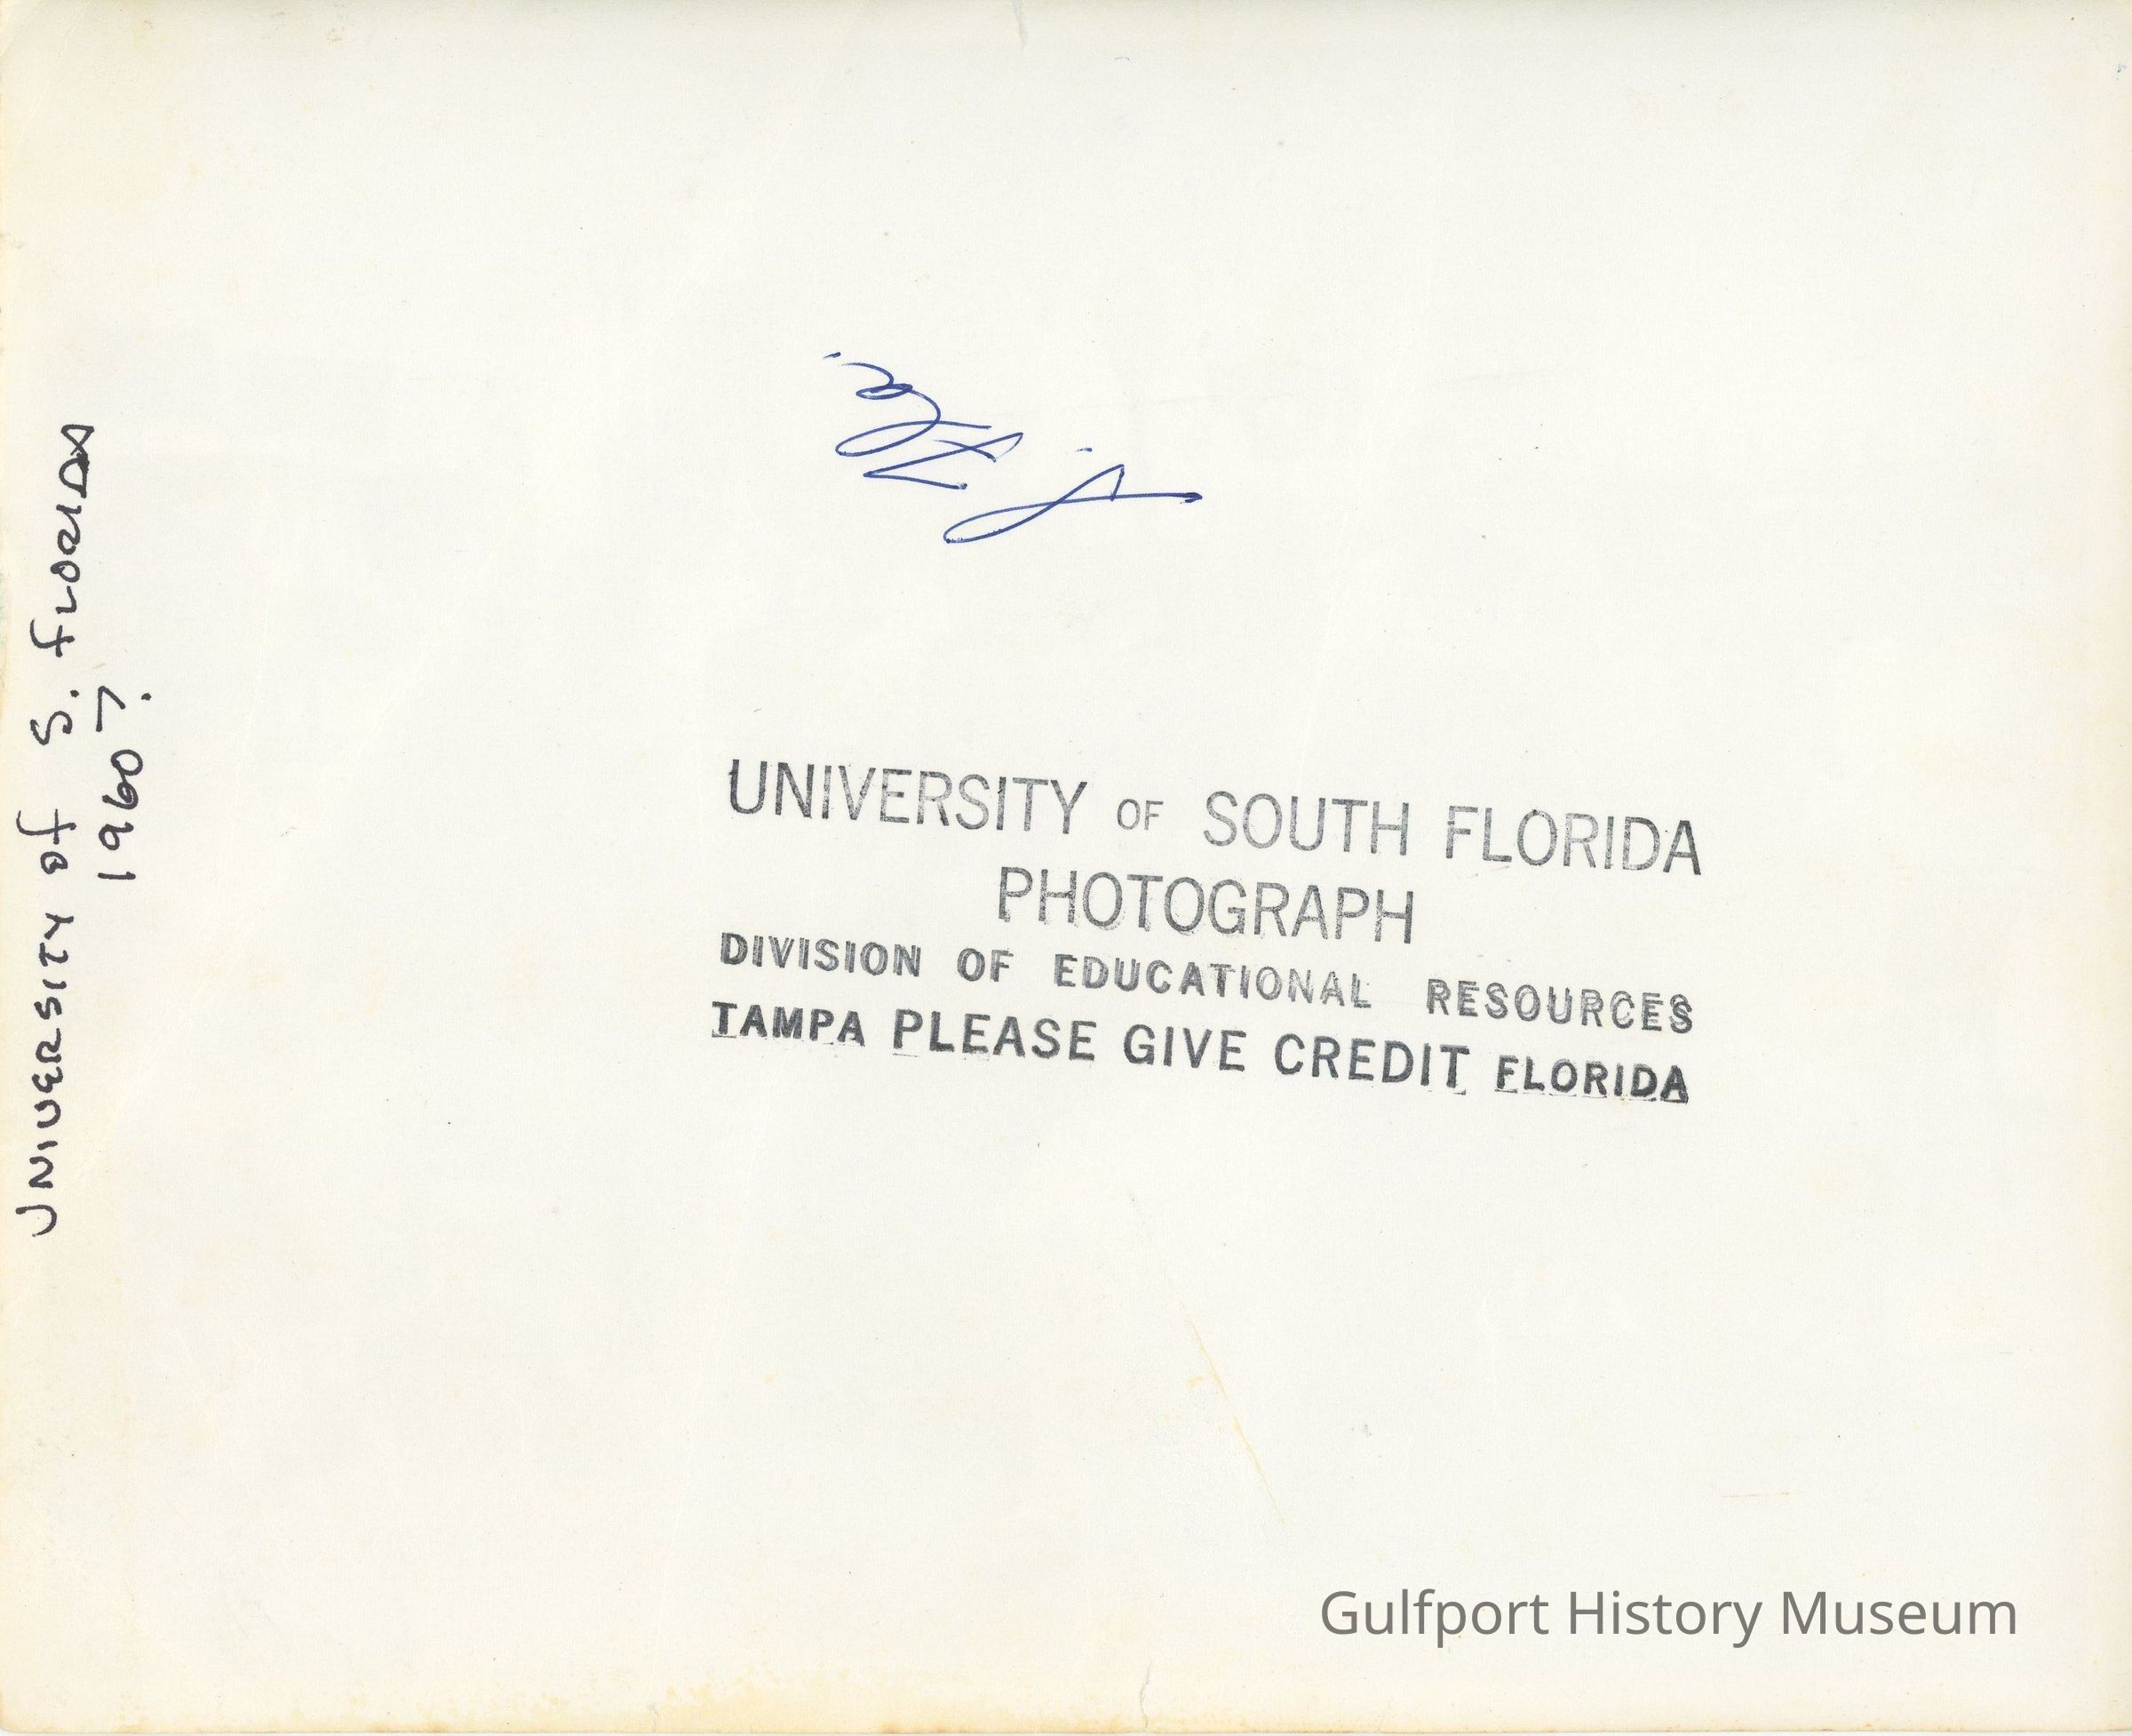 UNIVERSITY of S. fLORIDA
1960?
UNIVERSITY OF SOUTH FLORIDA
PHOTOGRAPH
DIVISION OF EDUCATIONAL RESOURCES
TAMPA PLEASE GIVE CREDIT FLORIDA
Gulfport History Museum